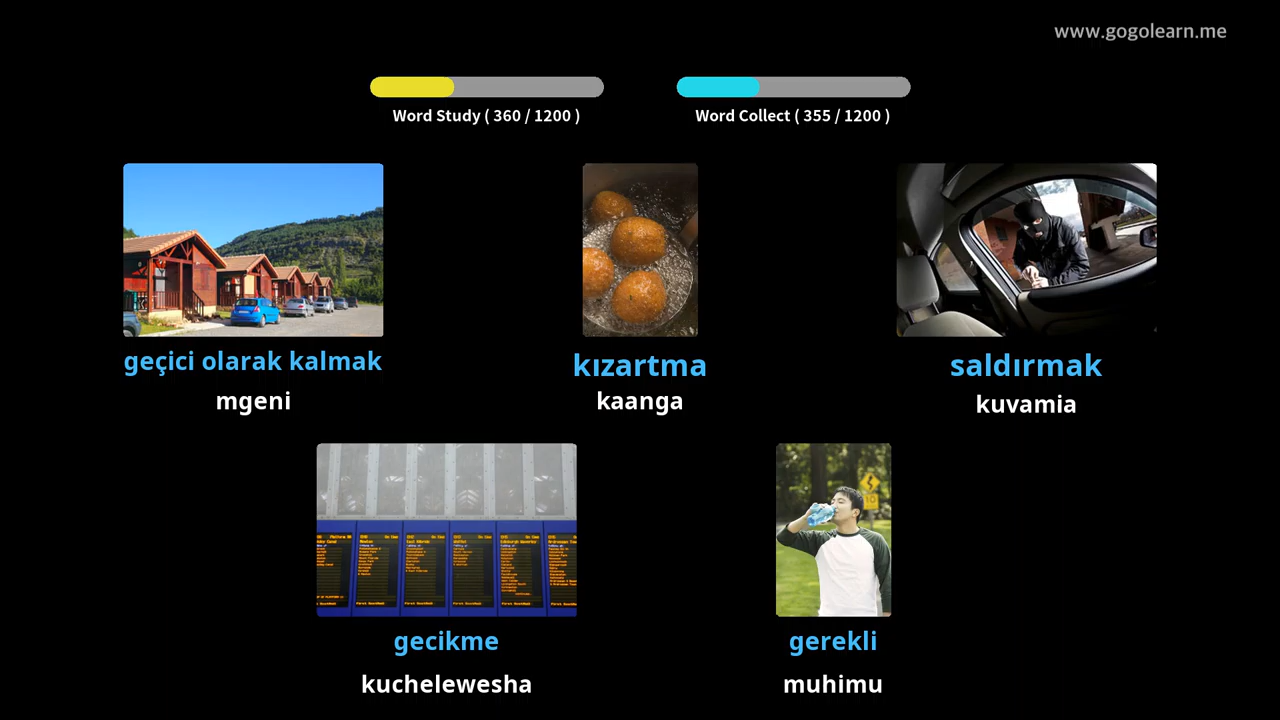 www.gogolearn.me
Word Study ( 360 / 1200 )
Word Collect ( 355 / 1200 )
geçici olarak kalmak
mgeni
kızartma
kaanga
saldırmak
kuvamia
gecikme
kuchelewesha
gerekli
muhimu